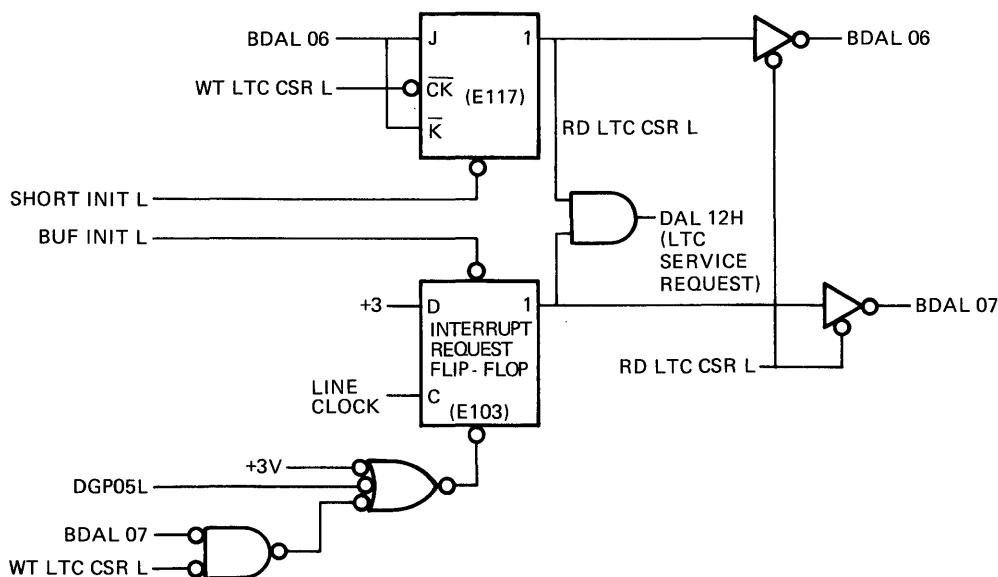 BDAL 06
J
1
BDAL 06
WT LTC CSR L
CK
(E117)
K
RD LTC CSR L
SHORT INIT L
DAL 12H
(LTC
SERVICE
REQUEST)
BUF INIT L
+3
D
1
BDAL 07
INTERRUPT
REQUEST
FLIP-FLOP
RD LTC CSR L
LINE
CLOCK
C
(E103)
+3V
DGP05L
BDAL 07
WT LTC CSR L